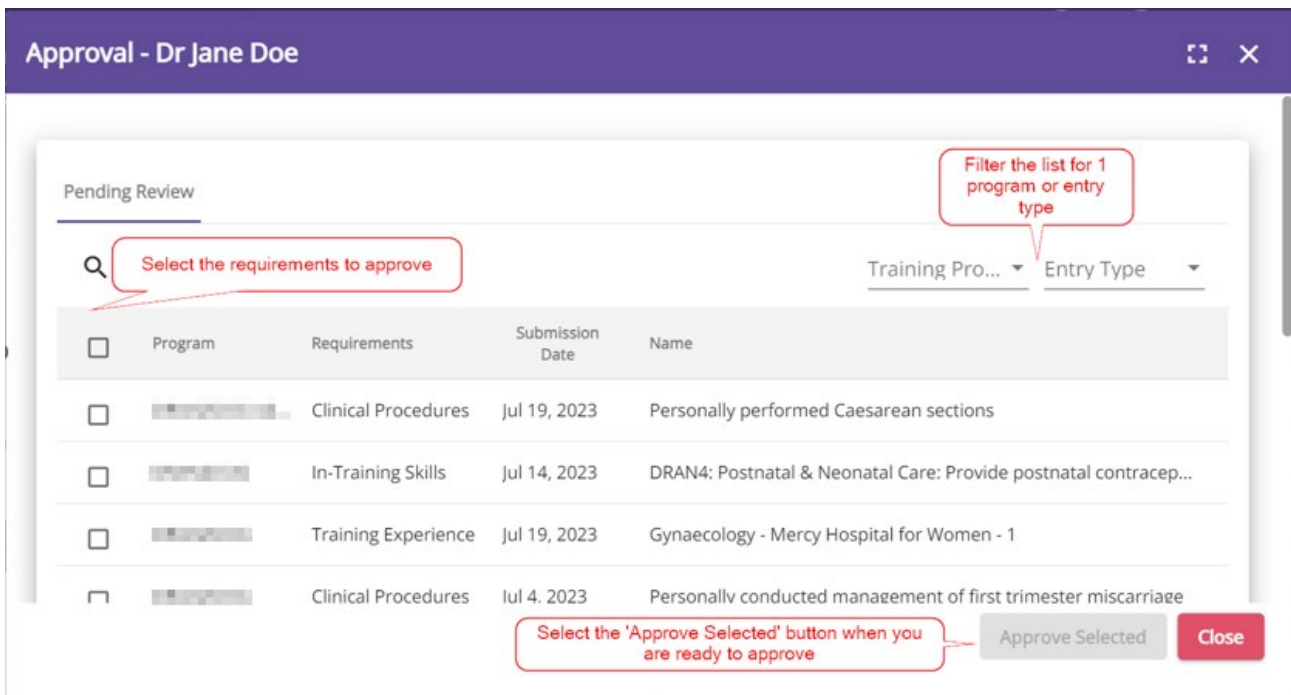 Approval - Dr Jane Doe
Filter the list for 1
program or entry
type
Pending Review
Select the requirements to approve
Training Pro...
Entry Type
Program
Requirements
Submission
Date
Name
Clinical Procedures
Jul 19, 2023
Personally performed Caesarean sections
In-Training Skills
Jul 14, 2023
DRAN4: Postnatal & Neonatal Care: Provide postnatal contracep...
Training Experience
Jul 19, 2023
Gynaecology - Mercy Hospital for Women - 1
Clinical Procedures
Jul 4, 2023
Personally conducted management of first trimester miscarriage
Select the 'Approve Selected' button when you
are ready to approve
Approve Selected
Close